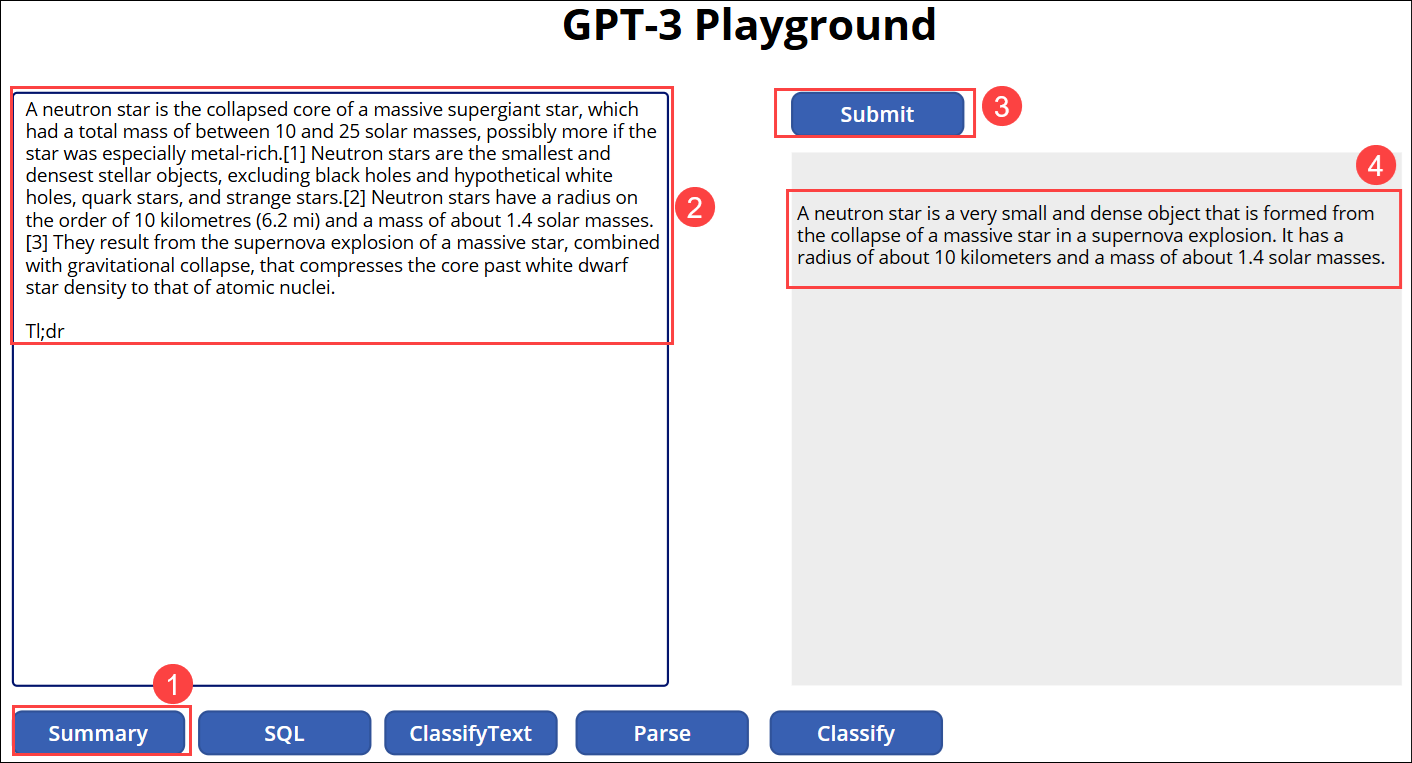 GPT-3 Playground
A neutron star is the collapsed core of a massive supergiant star, which
had a total mass of between 10 and 25 solar masses, possibly more if the
star was especially metal-rich.[1] Neutron stars are the smallest and
densest stellar objects, excluding black holes and hypothetical white
holes, quark stars, and strange stars.[2] Neutron stars have a radius on
the order of 10 kilometres (6.2 mi) and a mass of about 1.4 solar masses.
[3] They result from the supernova explosion of a massive star, combined
with gravitational collapse, that compresses the core past white dwarf
star density to that of atomic nuclei.
Tl;dr
2
Submit
3
4
A neutron star is a very small and dense object that is formed from
the collapse of a massive star in a supernova explosion. It has a
radius of about 10 kilometers and a mass of about 1.4 solar masses.
1
Summary
SQL
ClassifyText
Parse
Classify